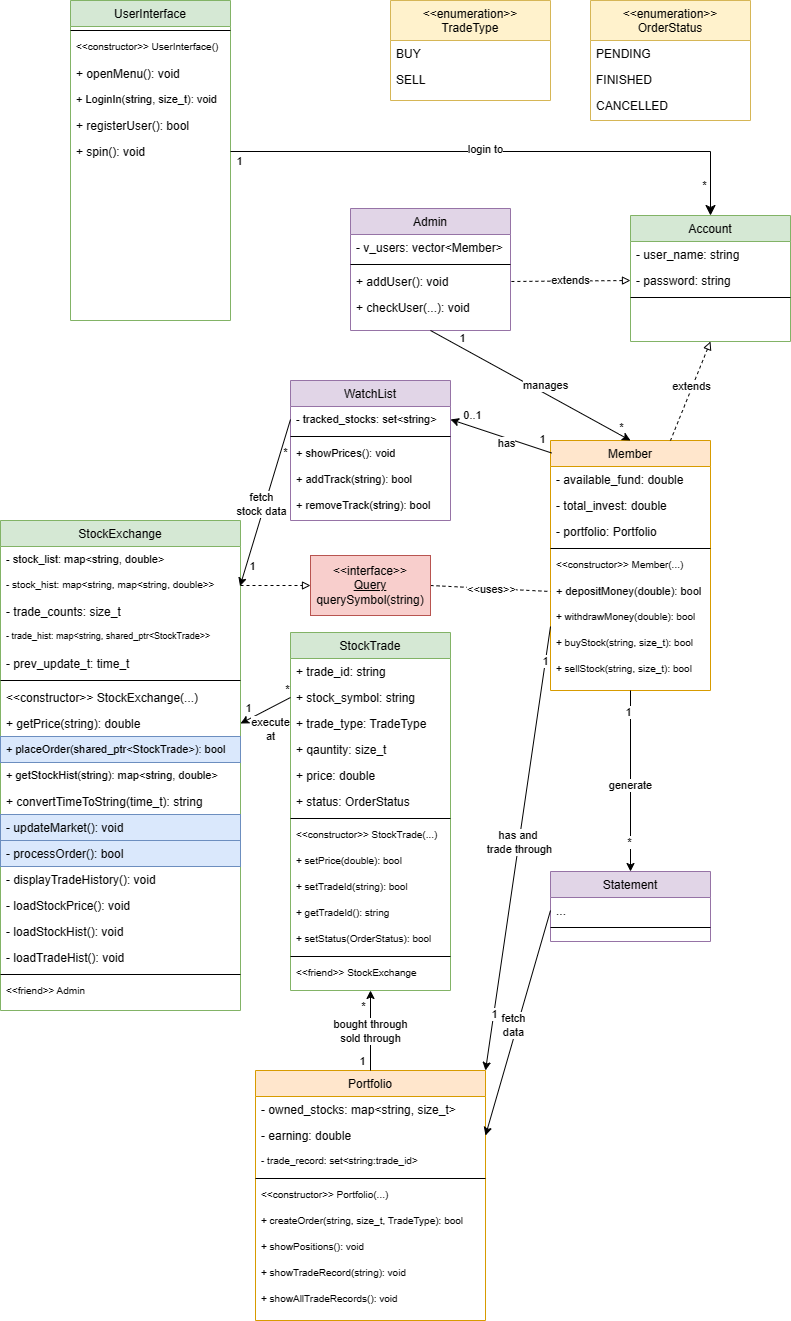 UserInterface
<<constructor>> UserInterface()
+ openMenu(): void
+ LoginIn(string, size_t): void
+ registerUser(): bool
+ spin(): void
<<enumeration>>
TradeType
BUY
SELL
<<enumeration>>
OrderStatus
PENDING
FINISHED
CANCELLED
1
login to
*
Admin
- v_users: vector<Member>
+ addUser(): void
+ checkUser(...): void
extends
Account
- user_name: string
- password: string
1
manages
*
extends
WatchList
- tracked_stocks: set<string>
+ showPrices(): void
+ addTrack(string): bool
+ removeTrack(string): bool
0..1
has
1
*
fetch
stock data
1
Member
- available_fund: double
- total_invest: double
- portfolio: Portfolio
<<constructor>> Member(...)
+ depositMoney(double): bool
+ withdrawMoney(double): bool
+ buyStock(string, size_t): bool
+ sellStock(string, size_t): bool
StockExchange
- stock_list: map<string, double>
- stock_hist: map<string, map<string, double>>
- trade_counts: size_t
- trade_hist: map<string, shared_ptr<StockTrade>>
- prev_update_t: time_t
<<constructor>> StockExchange(...)
+ getPrice(string): double
+ placeOrder(shared_ptr<StockTrade>): bool
+ getStockHist(string): map<string, double>
+ convertTimeToString(time_t): string
- updateMarket(): void
- processOrder(): bool
- displayTradeHistory(): void
- loadStockPrice(): void
- loadStockHist(): void
- loadTradeHist(): void
<<friend>> Admin
<<interface>>
Query
querySymbol(string)
<<uses>>
StockTrade
+ trade_id: string
+ stock_symbol: string
+ trade_type: TradeType
+ qauntity: size_t
+ price: double
+ status: OrderStatus
<<constructor>> StockTrade(...)
+ setPrice(double): bool
+ setTradeId(string): bool
+ getTradeId(): string
+ setStatus(OrderStatus): bool
<<friend>> StockExchange
*
1
execute
at
1
has and
trade through
1
1
generate
*
Statement
...
fetch
data
*
bought through
sold through
1
Portfolio
- owned_stocks: map<string, size_t>
- earning: double
- trade_record: set<string:trade_id>
<<constructor>> Portfolio(...)
+ createOrder(string, size_t, TradeType): bool
+ showPositions(): void
+ showTradeRecord(string): void
+ showAllTradeRecords(): void